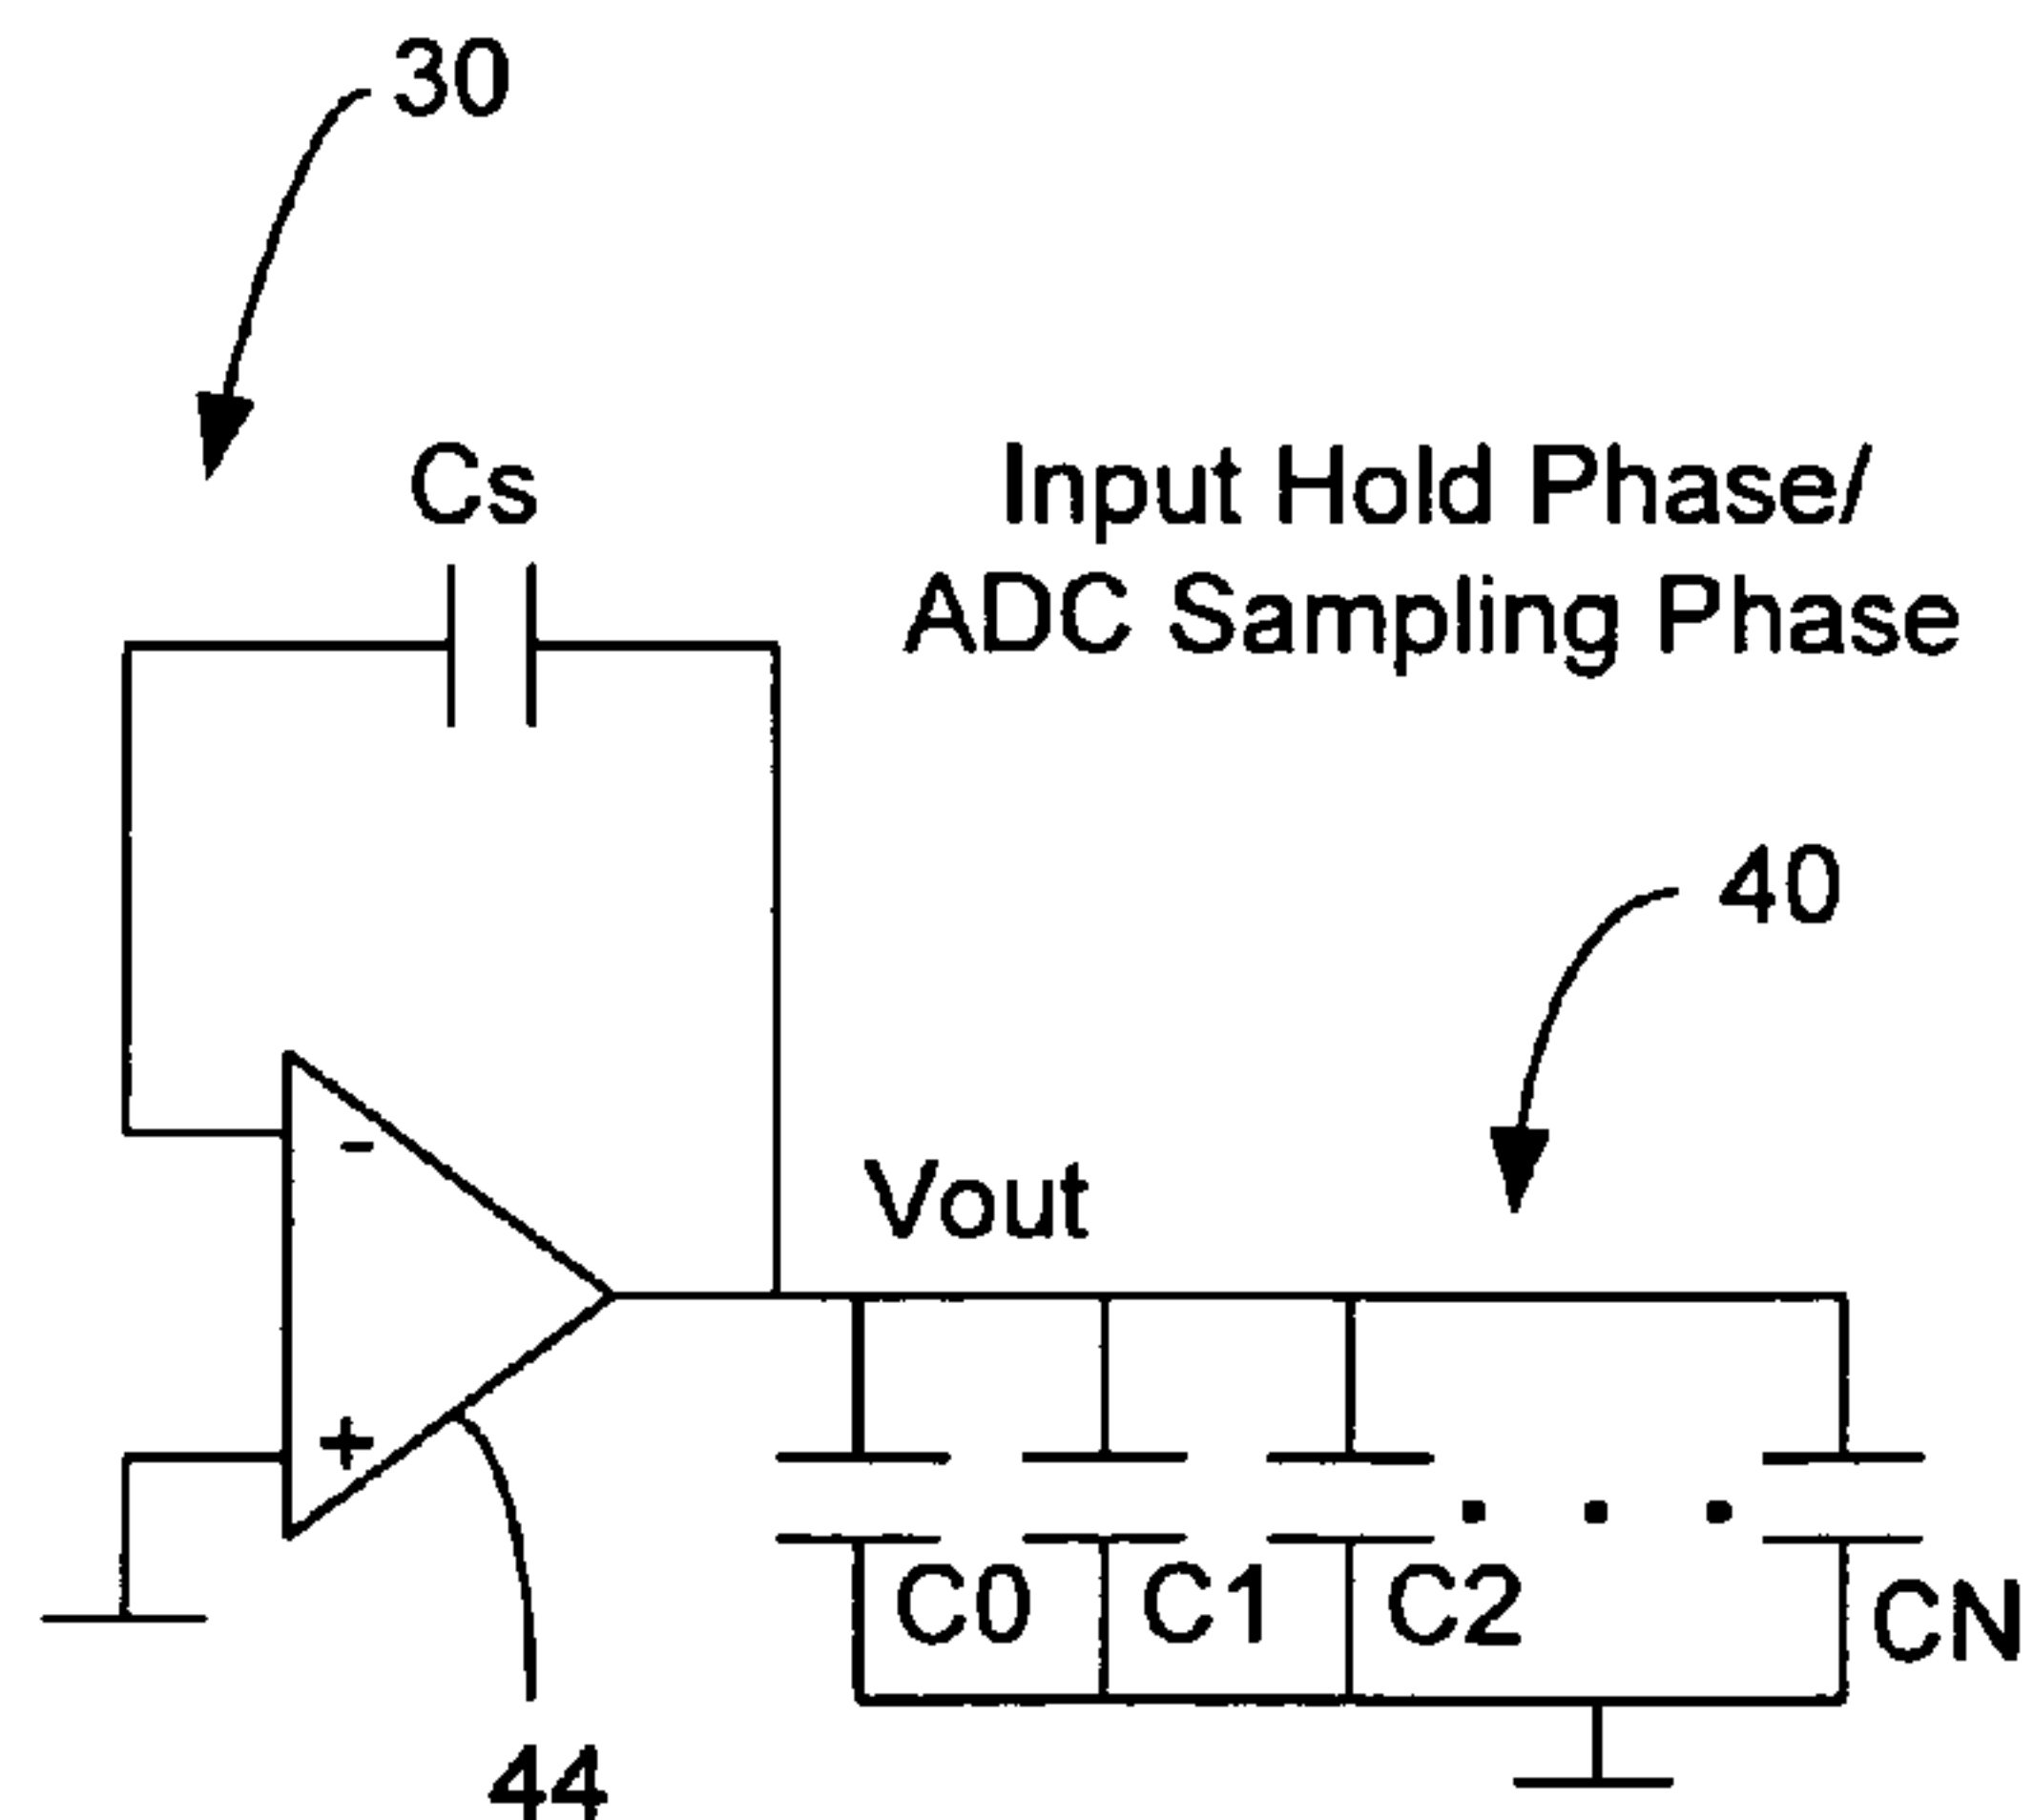 30
Cs
Input Hold Phase/
ADC Sampling Phase
40
-
Vout
+
C0
C1
C2
CN
44